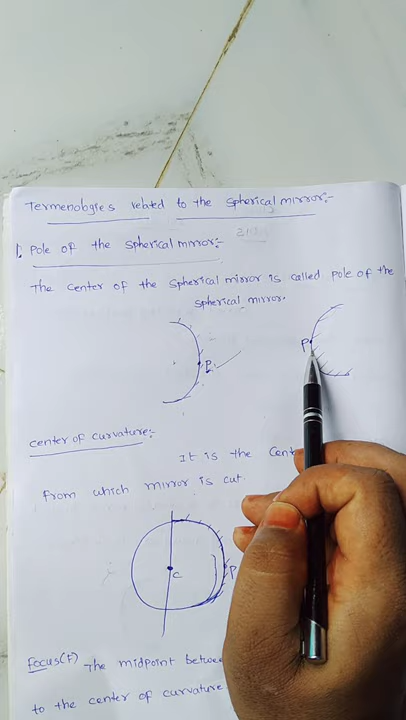 Termenologies related to the spherical mirror:-
1. Pole of the spherical mirror:-
The center of the spherical mirror is called pole of the
spherical mirror.
P
P
center of curvature:-
It is the
from which mirror is cut.
C
P
Focus(F) The midpoint between
to the center of curvature